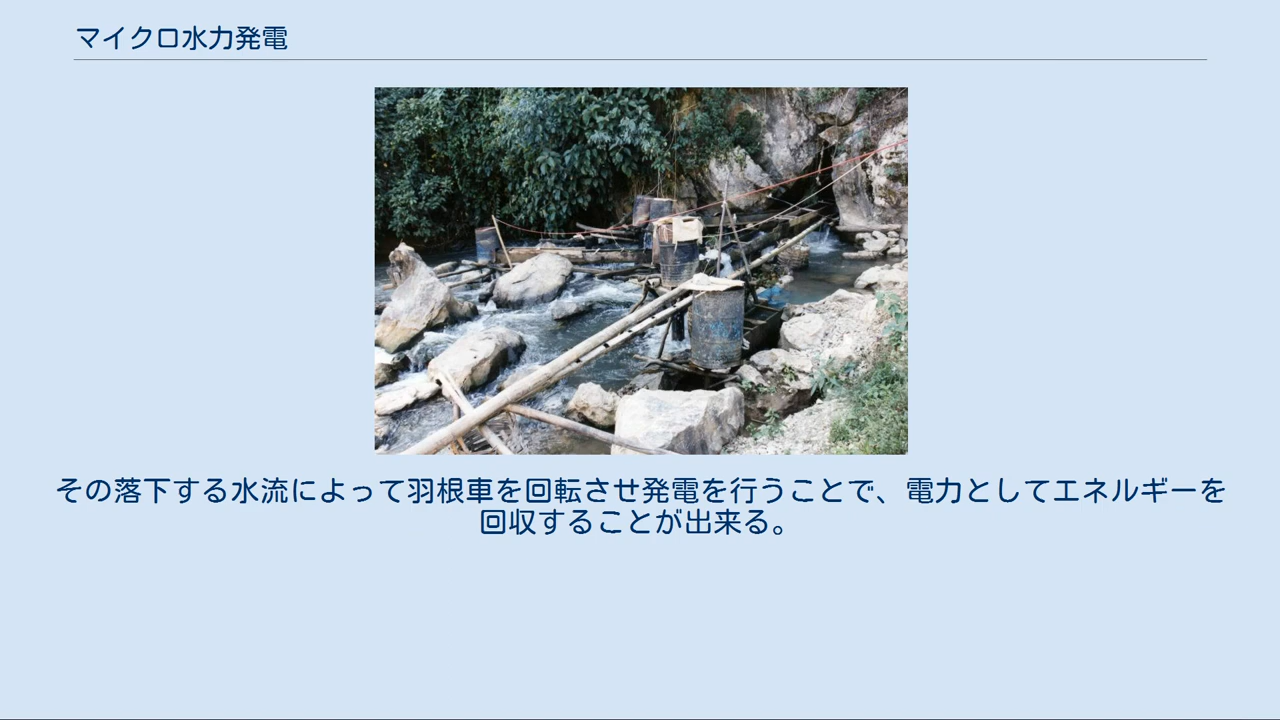 マイクロ水力発電
その落下する水流によって羽根車を回転させ発電を行うことで、電力としてエネルギーを
回収することが出来る。